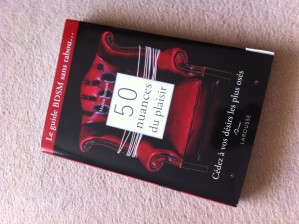 Le guide BDSM sans tabou...
50
nuances
du plaisir
Cédez à vos désirs les plus osés
LAROUSSE